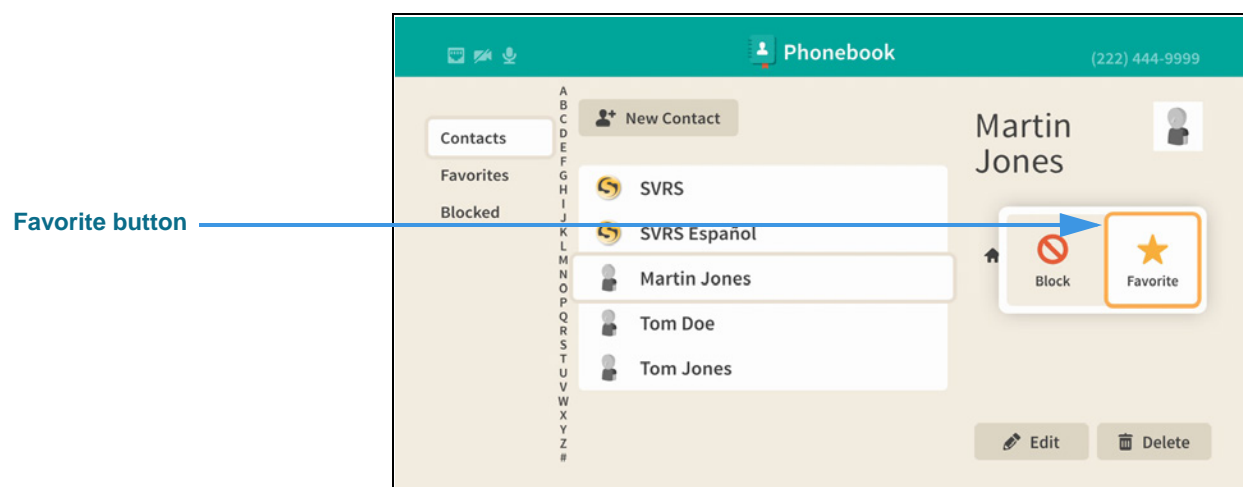 Phonebook
(222) 444-9999
Contacts
Favorites
Blocked
Favorite button
A
B
C
D
E
F
G
H
I
J
K
L
M
N
O
P
Q
R
S
T
U
V
W
X
Y
Z
#
New Contact
SVRS
SVRS Español
Martin Jones
Tom Doe
Tom Jones
Martin
Jones
Block
Favorite
Edit
Delete